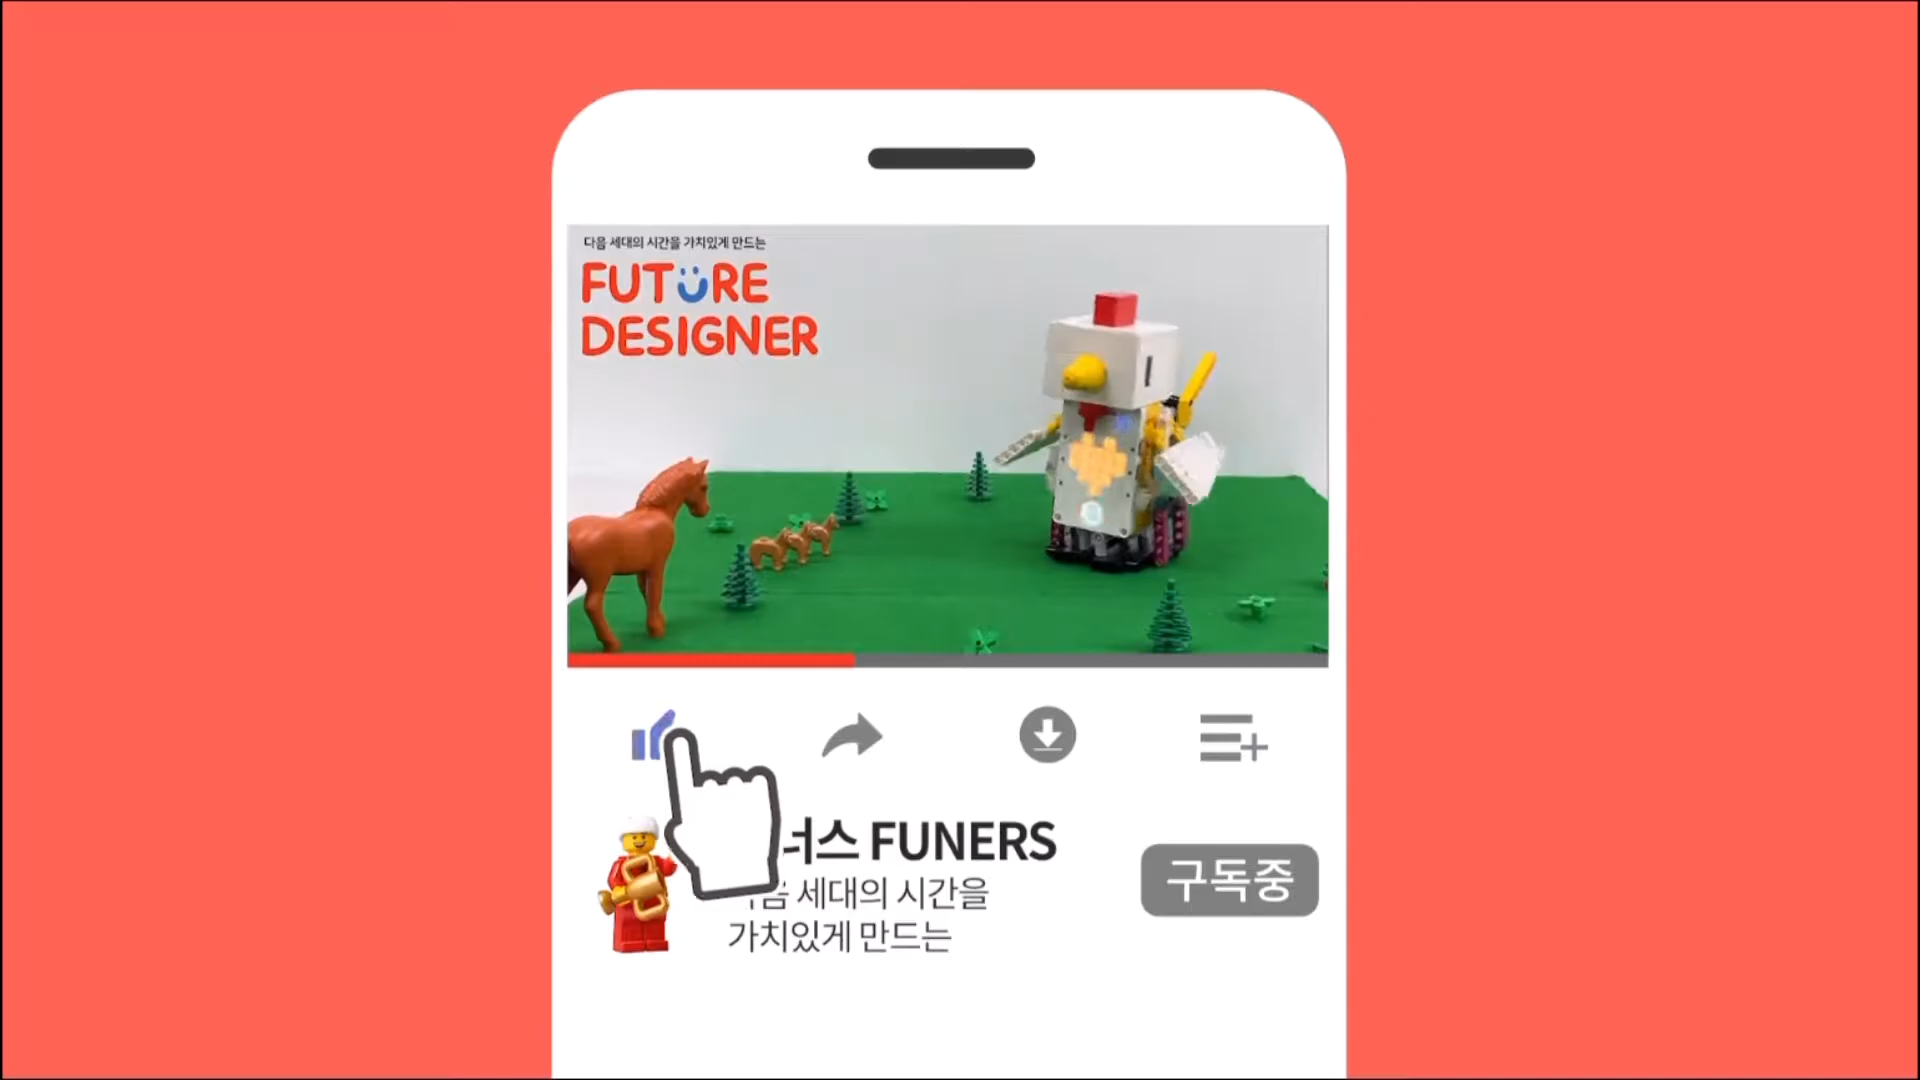 다음 세대의 시간을 가치있게 만드는
FUTURE
DESIGNER
너스 FUNERS
세대의 시간을
가치있게 만드는
구독중